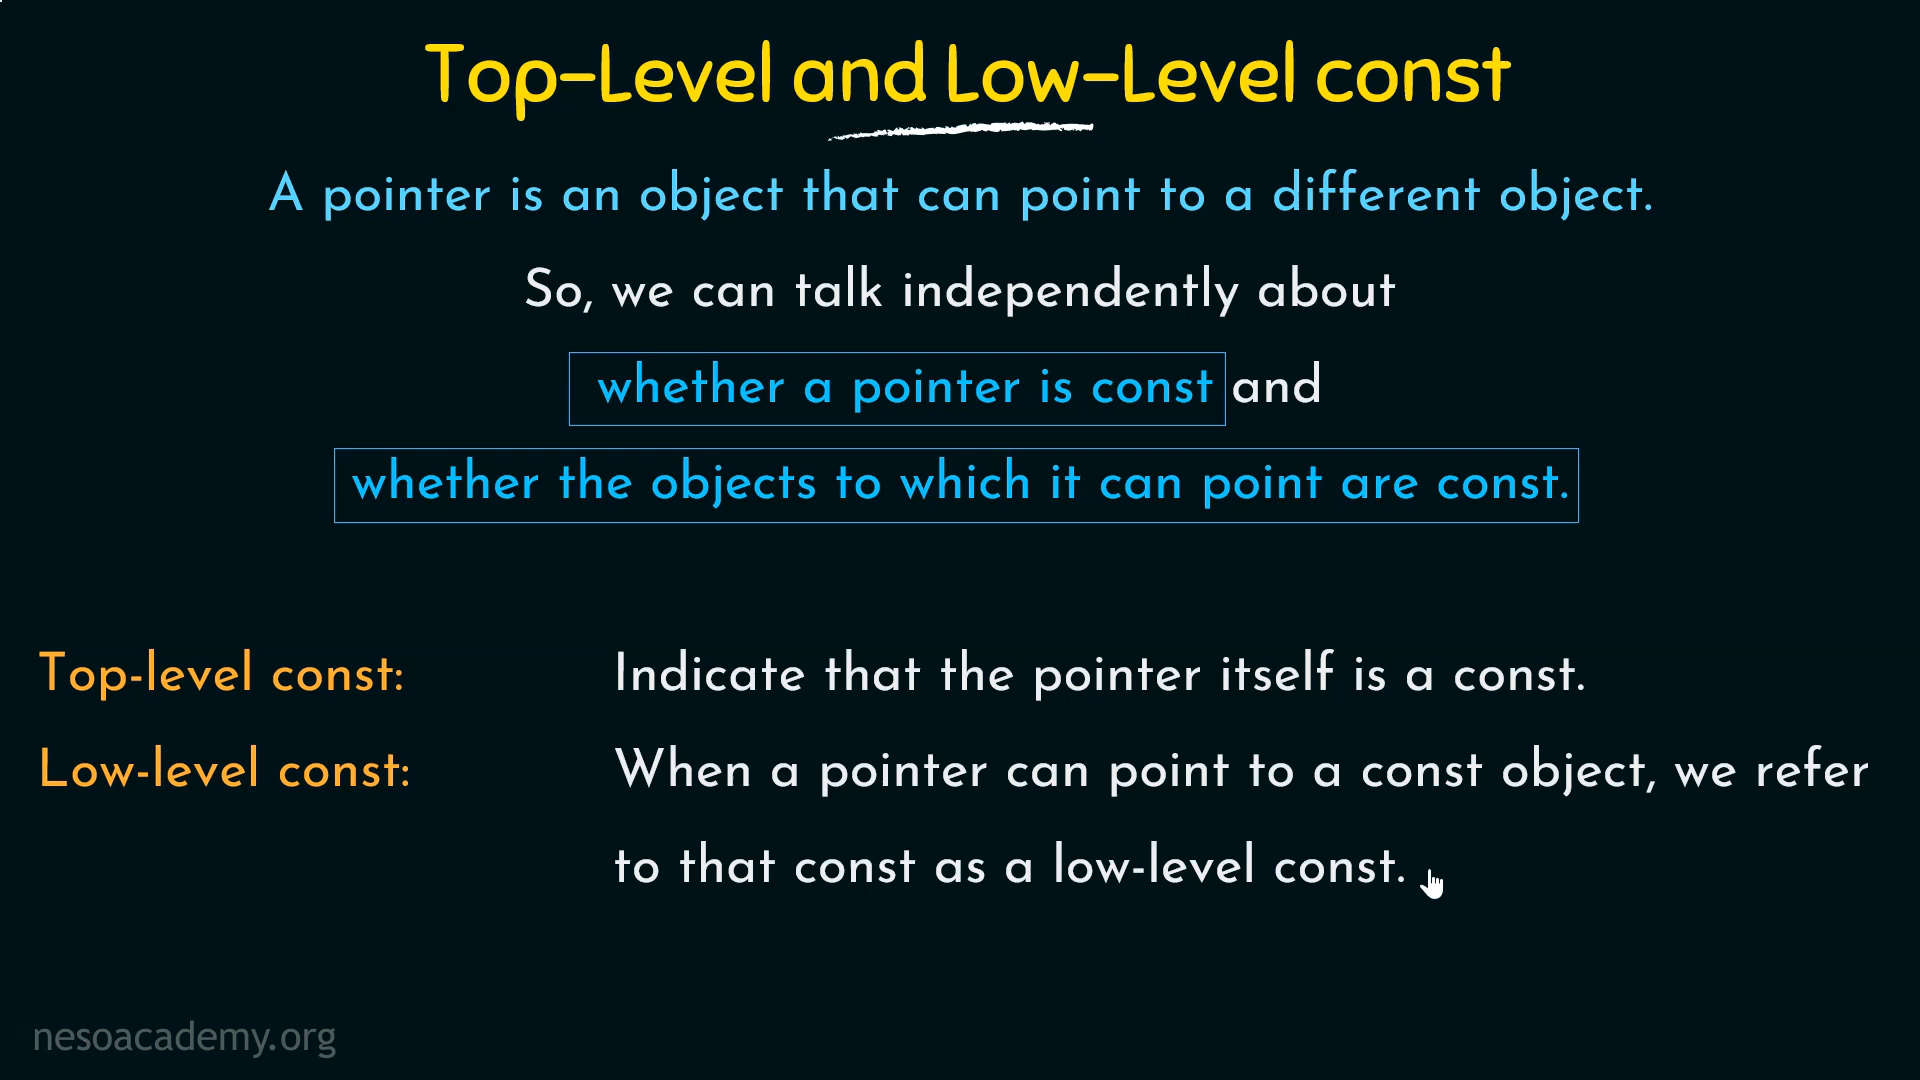 Top-Level and Low-Level const
A pointer is an object that can point to a different object.
So, we can talk independently about
whether a pointer is const and
whether the objects to which it can point are const.
Top-level const: Indicate that the pointer itself is a const.
Low-level const: When a pointer can point to a const object, we refer
to that const as a low-level const.
nesoacademy.org